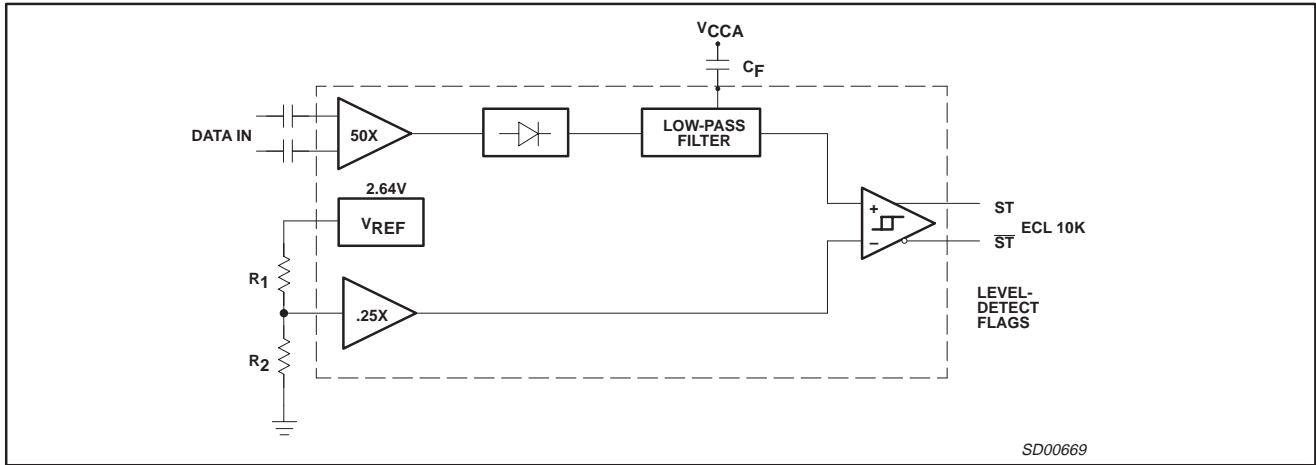 VCCA
CF
DATA IN
50X
LOW-PASS
FILTER
2.64V
VREF
+
−
ST
S̅T̅ ECL 10K
R1
.25X
LEVEL-
DETECT
FLAGS
R2
SD00669